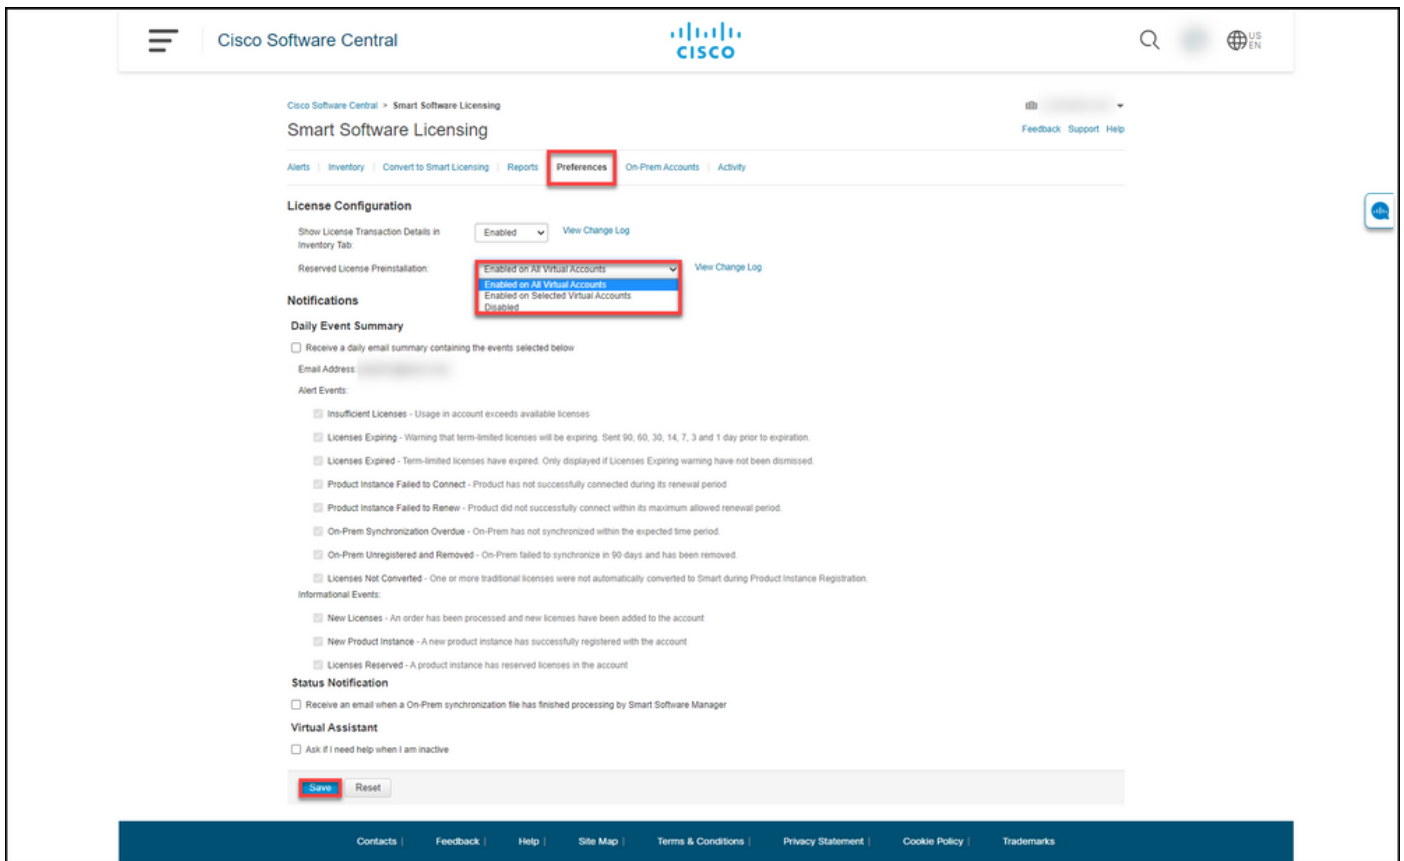 Cisco Software Central
CISCO
US
EN
Cisco Software Central > Smart Software Licensing
Smart Software Licensing
Feedback Support Help
Alerts | Inventory | Convert to Smart Licensing | Reports | Preferences On-Prem Accounts | Activity
License Configuration
Show License Transaction Details in
Inventory Tab:
Enabled
View Change Log
Reserved License Preinstallation:
Enabled on All Virtual Accounts
View Change Log
Enabled on All Virtual Accounts
Enabled on Selected Virtual Accounts
Disabled
Notifications
Daily Event Summary
Receive a daily email summary containing the events selected below
Email Address:
Alert Events:
Insufficient Licenses - Usage in account exceeds available licenses
Licenses Expiring - Warning that term-limited licenses will be expiring. Sent 90, 60, 30, 14, 7, 3 and 1 day prior to expiration.
Licenses Expired - Term-limited licenses have expired. Only displayed if Licenses Expiring warning have not been dismissed.
Product Instance Failed to Connect - Product has not successfully connected during its renewal period
Product Instance Failed to Renew - Product did not successfully connect within its maximum allowed renewal period.
On-Prem Synchronization Overdue - On-Prem has not synchronized within the expected time period.
On-Prem Unregistered and Removed - On-Prem failed to synchronize in 90 days and has been removed.
Licenses Not Converted - One or more traditional licenses were not automatically converted to Smart during Product Instance Registration.
Informational Events:
New Licenses - An order has been processed and new licenses have been added to the account
New Product Instance - A new product instance has successfully registered with the account
Licenses Reserved - A product instance has reserved licenses in the account
Status Notification
Receive an email when a On-Prem synchronization file has finished processing by Smart Software Manager
Virtual Assistant
Ask if I need help when I am inactive
Save Reset
Contacts | Feedback | Help | Site Map | Terms & Conditions | Privacy Statement | Cookie Policy | Trademarks